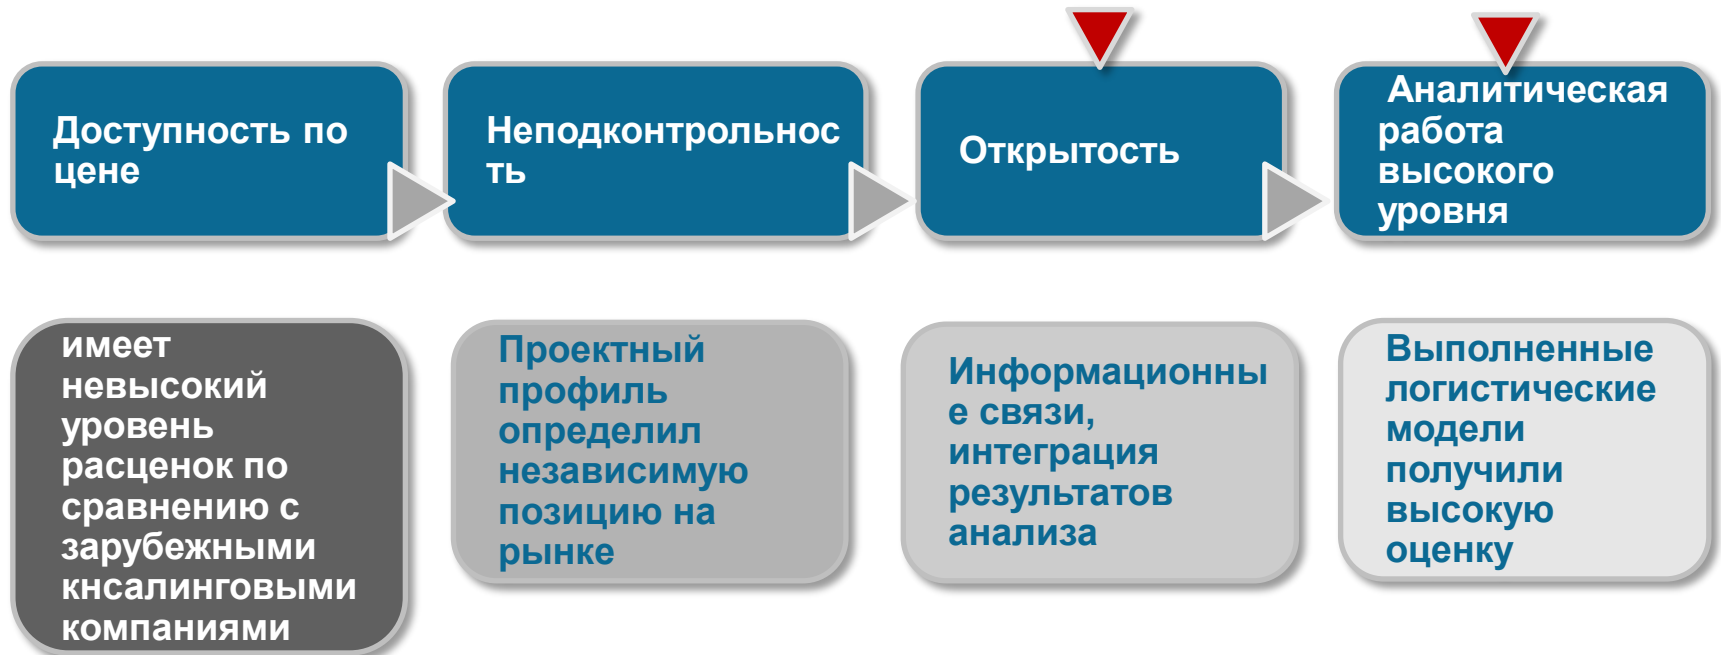 Доступность по
цене
Неподконтрольнос
ть
Открытость
Аналитическая
работа
высокого
уровня
имеет
невысокий
уровень
расценок по
сравнению с
зарубежными
кнсалинговыми
компаниями
Проектный
профиль
определил
независимую
позицию на
рынке
Информационны
е связи,
интеграция
результатов
анализа
Выполненные
логистические
модели
получили
высокую
оценку